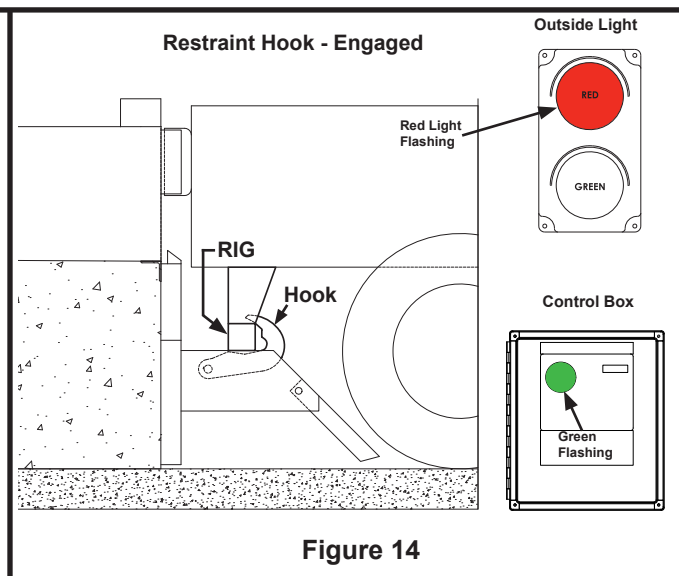 Restraint Hook - Engaged
Outside Light
RED
Red Light
Flashing
GREEN
RIG
Hook
Control Box
Green
Flashing
Figure 14